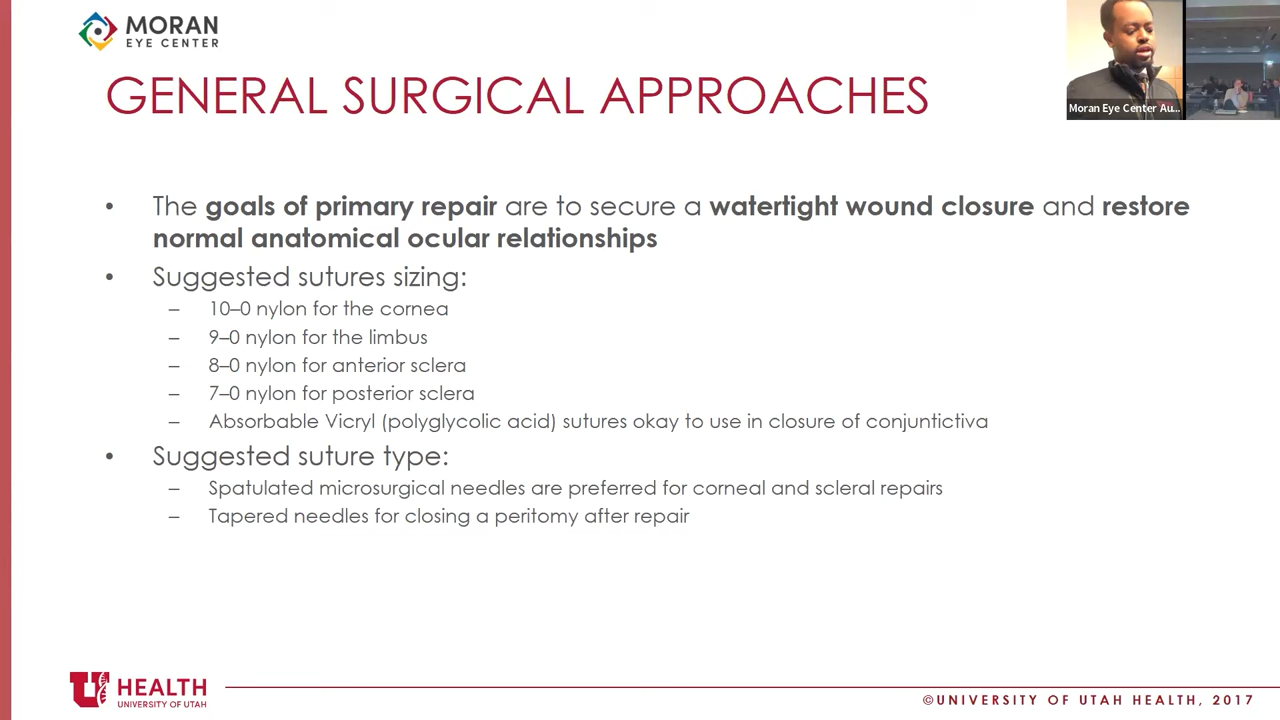 MORAN
EYE CENTER
GENERAL SURGICAL APPROACHES
Moran Eye Center Au...
• The goals of primary repair are to secure a watertight wound closure and restore
normal anatomical ocular relationships
• Suggested sutures sizing:
– 10–0 nylon for the cornea
– 9–0 nylon for the limbus
– 8–0 nylon for anterior sclera
– 7–0 nylon for posterior sclera
– Absorbable Vicryl (polyglycolic acid) sutures okay to use in closure of conjuntictiva
• Suggested suture type:
– Spatulated microsurgical needles are preferred for corneal and scleral repairs
– Tapered needles for closing a peritomy after repair
U HEALTH
UNIVERSITY OF UTAH
©UNIVERSITY OF UTAH HEALTH, 2017